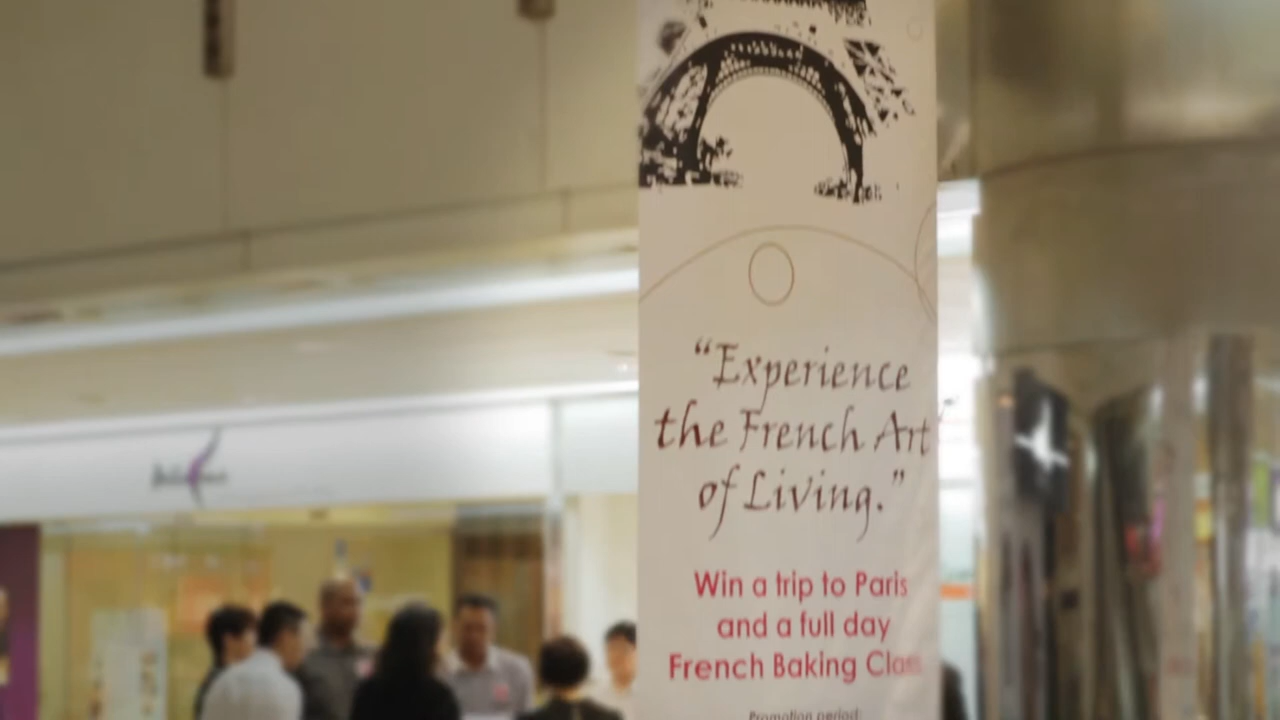 “Experience
the French Art
of Living.”
Win a trip to Paris
and a full day
French Baking Class
Promotion period: